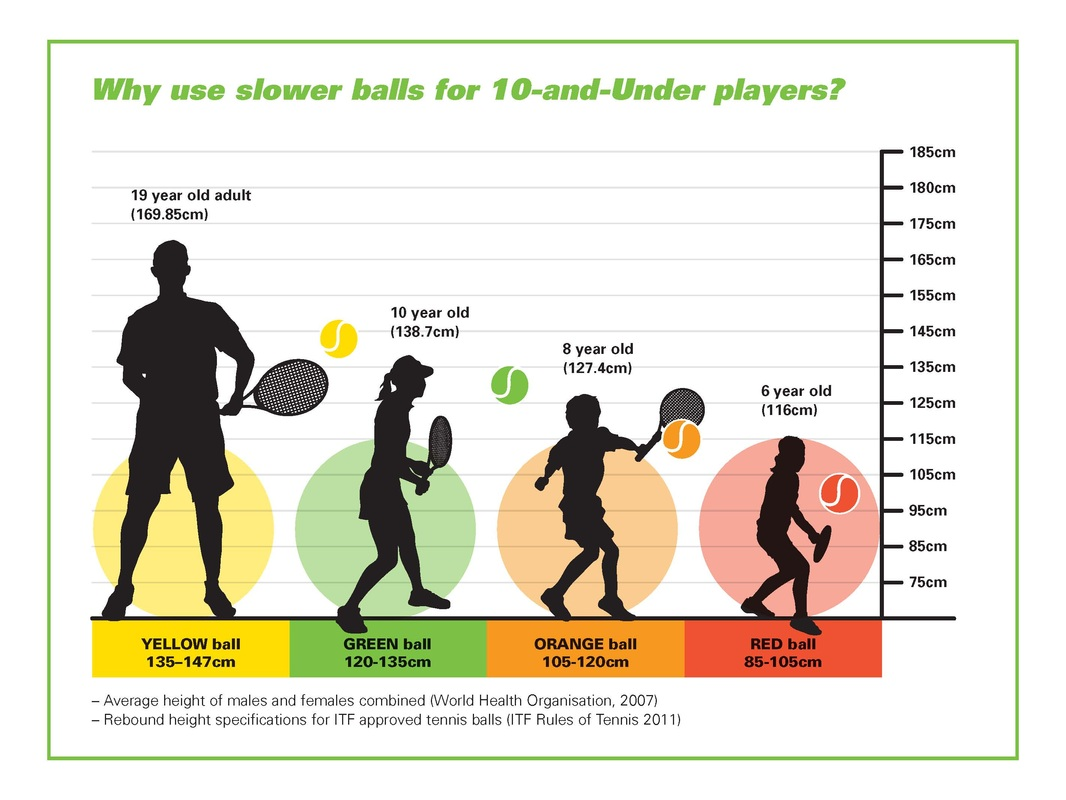 Why use slower balls for 10-and-Under players?
185cm
180cm
19 year old adult
(169.85cm)
175cm
165cm
155cm
10 year old
(138.7cm)
145cm
8 year old
(127.4cm)
135cm
6 year old
(116cm)
125cm
115cm
105cm
95cm
85cm
75cm
YELLOW ball
135–147cm
GREEN ball
120-135cm
ORANGE ball
105-120cm
RED ball
85-105cm
– Average height of males and females combined (World Health Organisation, 2007)
– Rebound height specifications for ITF approved tennis balls (ITF Rules of Tennis 2011)